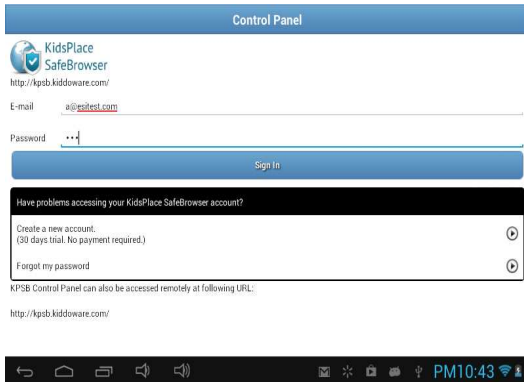 Control Panel
KidsPlace
SafeBrowser
http://kpsb.kiddoware.com/
E-mail a@esitest.com
Password •••
Sign In
Have problems accessing your KidsPlace SafeBrowser account?
Create a new account.
(30 days trial. No payment required.)
Forgot my password
KPSB Control Panel can also be accessed remotely at following URL:
http://kpsb.kiddoware.com/
PM10:43